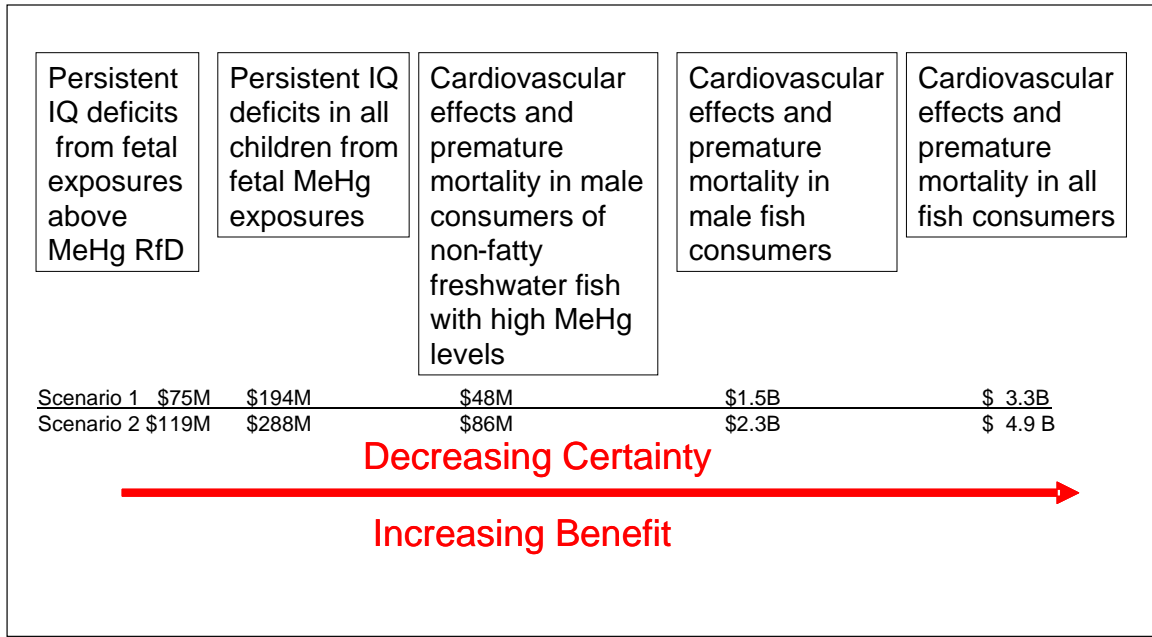 Persistent
IQ deficits
from fetal
exposures
above
MeHg RfD
Persistent IQ
deficits in all
children from
fetal MeHg
exposures
Cardiovascular
effects and
premature
mortality in male
consumers of
non-fatty
freshwater fish
with high MeHg
levels
Cardiovascular
effects and
premature
mortality in
male fish
consumers
Cardiovascular
effects and
premature
mortality in all
fish consumers
Scenario 1 $75M $194M $48M $1.5B $ 3.3B
Scenario 2 $119M $288M $86M $2.3B $ 4.9 B
Decreasing Certainty
Increasing Benefit